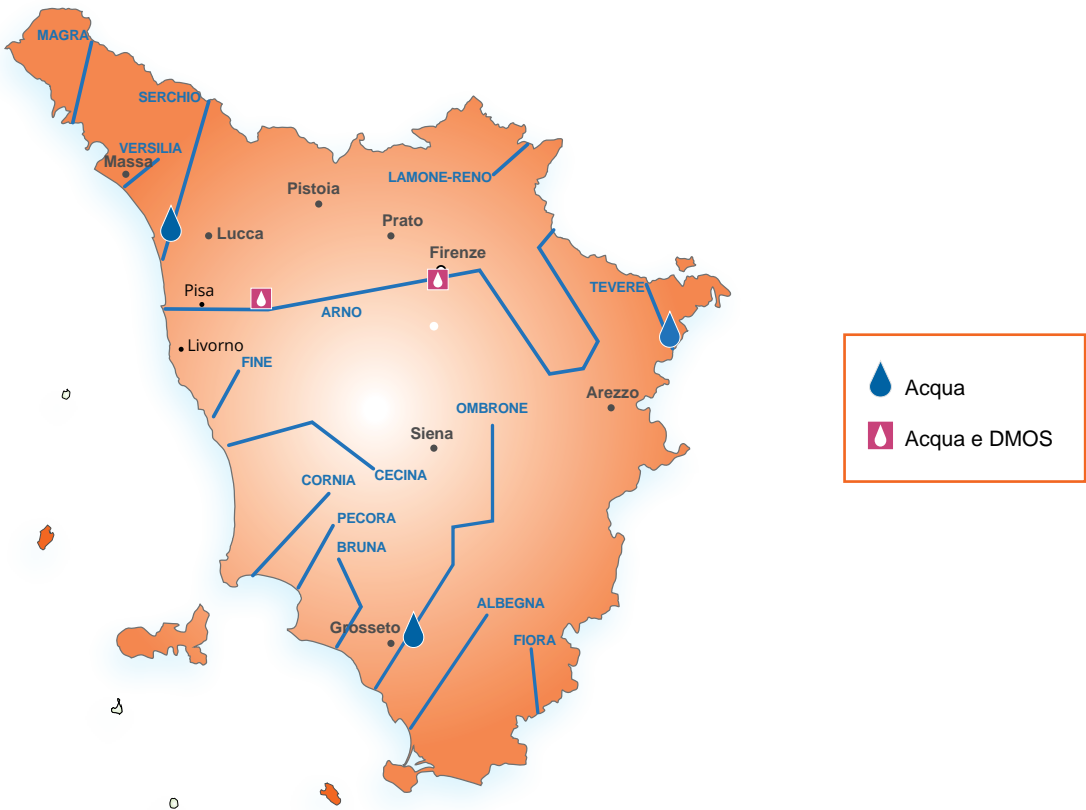 MAGRA
SERCHIO
VERSILIA
Massa
LAMONE-RENO
Pistoia
Prato
Lucca
Firenze
TEVERE
Pisa
ARNO
Livorno
FINE
Arezzo
OMBRONE
Siena
CECINA
CORNIA
PECORA
BRUNA
ALBEGNA
Grosseto
FIORA
Acqua
Acqua e DMOS